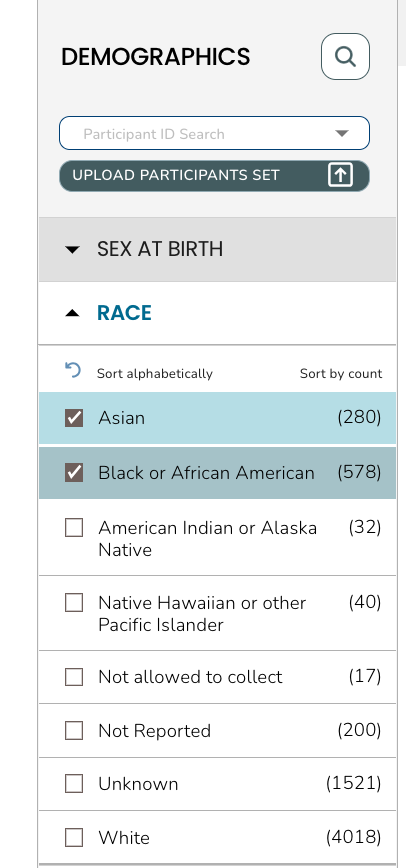 DEMOGRAPHICS
Participant ID Search
UPLOAD PARTICIPANTS SET
SEX AT BIRTH
RACE
Sort alphabetically Sort by count
Asian (280)
Black or African American (578)
American Indian or Alaska (32)
Native
Native Hawaiian or other (40)
Pacific Islander
Not allowed to collect (17)
Not Reported (200)
Unknown (1521)
White (4018)